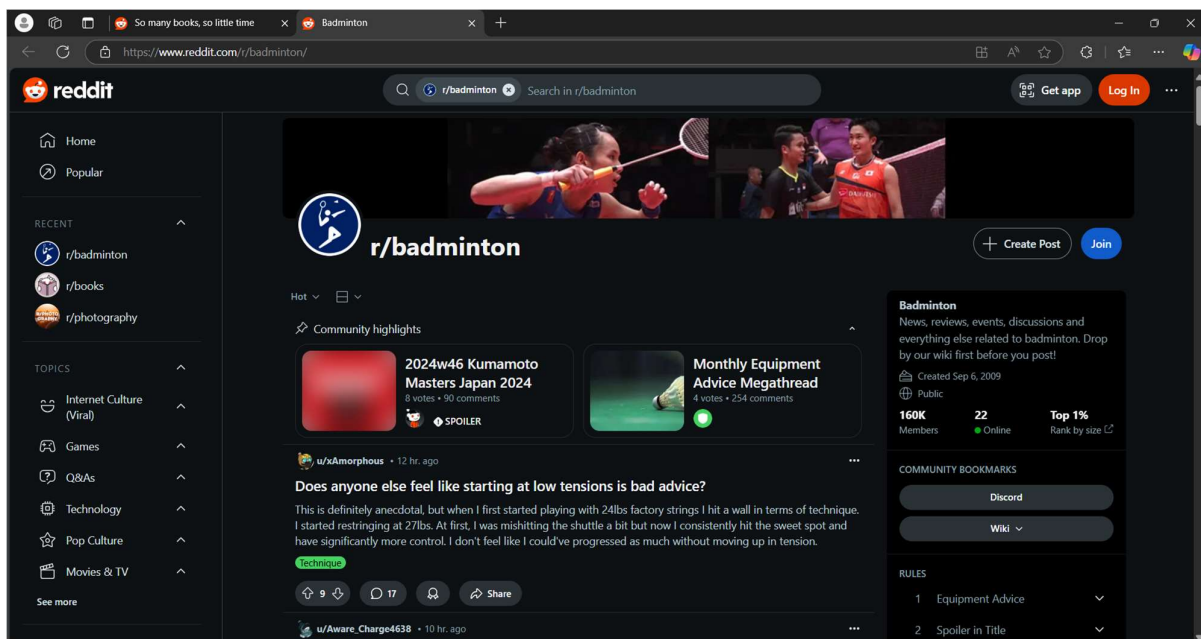 So many books, so little time
Badminton
https://www.reddit.com/r/badminton/
reddit
r/badminton
Search in r/badminton
Get app
Log In
Home
Popular
RECENT
r/badminton
r/books
r/photography
TOPICS
Internet Culture
(Viral)
Games
Q&As
Technology
Pop Culture
Movies & TV
See more
r/badminton
Create Post
Join
Hot
Community highlights
2024w46 Kumamoto
Masters Japan 2024
8 votes • 90 comments
SPOILER
Monthly Equipment
Advice Megathread
4 votes • 254 comments
u/xAmorphous • 12 hr. ago
Does anyone else feel like starting at low tensions is bad advice?
This is definitely anecdotal, but when I first started playing with 24lbs factory strings I hit a wall in terms of technique.
I started restringing at 27lbs. At first, I was mishitting the shuttle a bit but now I consistently hit the sweet spot and
have significantly more control. I don't feel like I could've progressed as much without moving up in tension.
Technique
9
17
Share
u/Aware_Charge4638 • 10 hr. ago
Badminton
News, reviews, events, discussions and
everything else related to badminton. Drop
by our wiki first before you post!
Created Sep 6, 2009
Public
160K 22 Top 1%
Members Online Rank by size
COMMUNITY BOOKMARKS
Discord
Wiki
RULES
1 Equipment Advice
2 Spoiler in Title